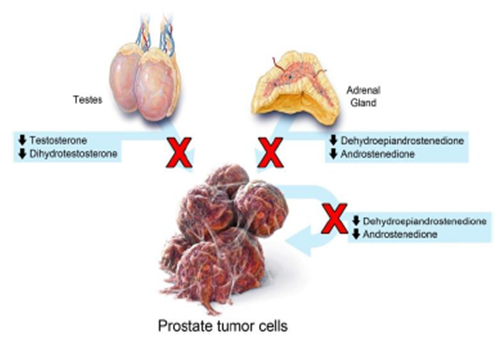 Testes
Adrenal
Gland
Testosterone
Dihydrotestosterone
Dehydroepiandrostenedione
Androstenedione
Dehydroepiandrostenedione
Androstenedione
Prostate tumor cells